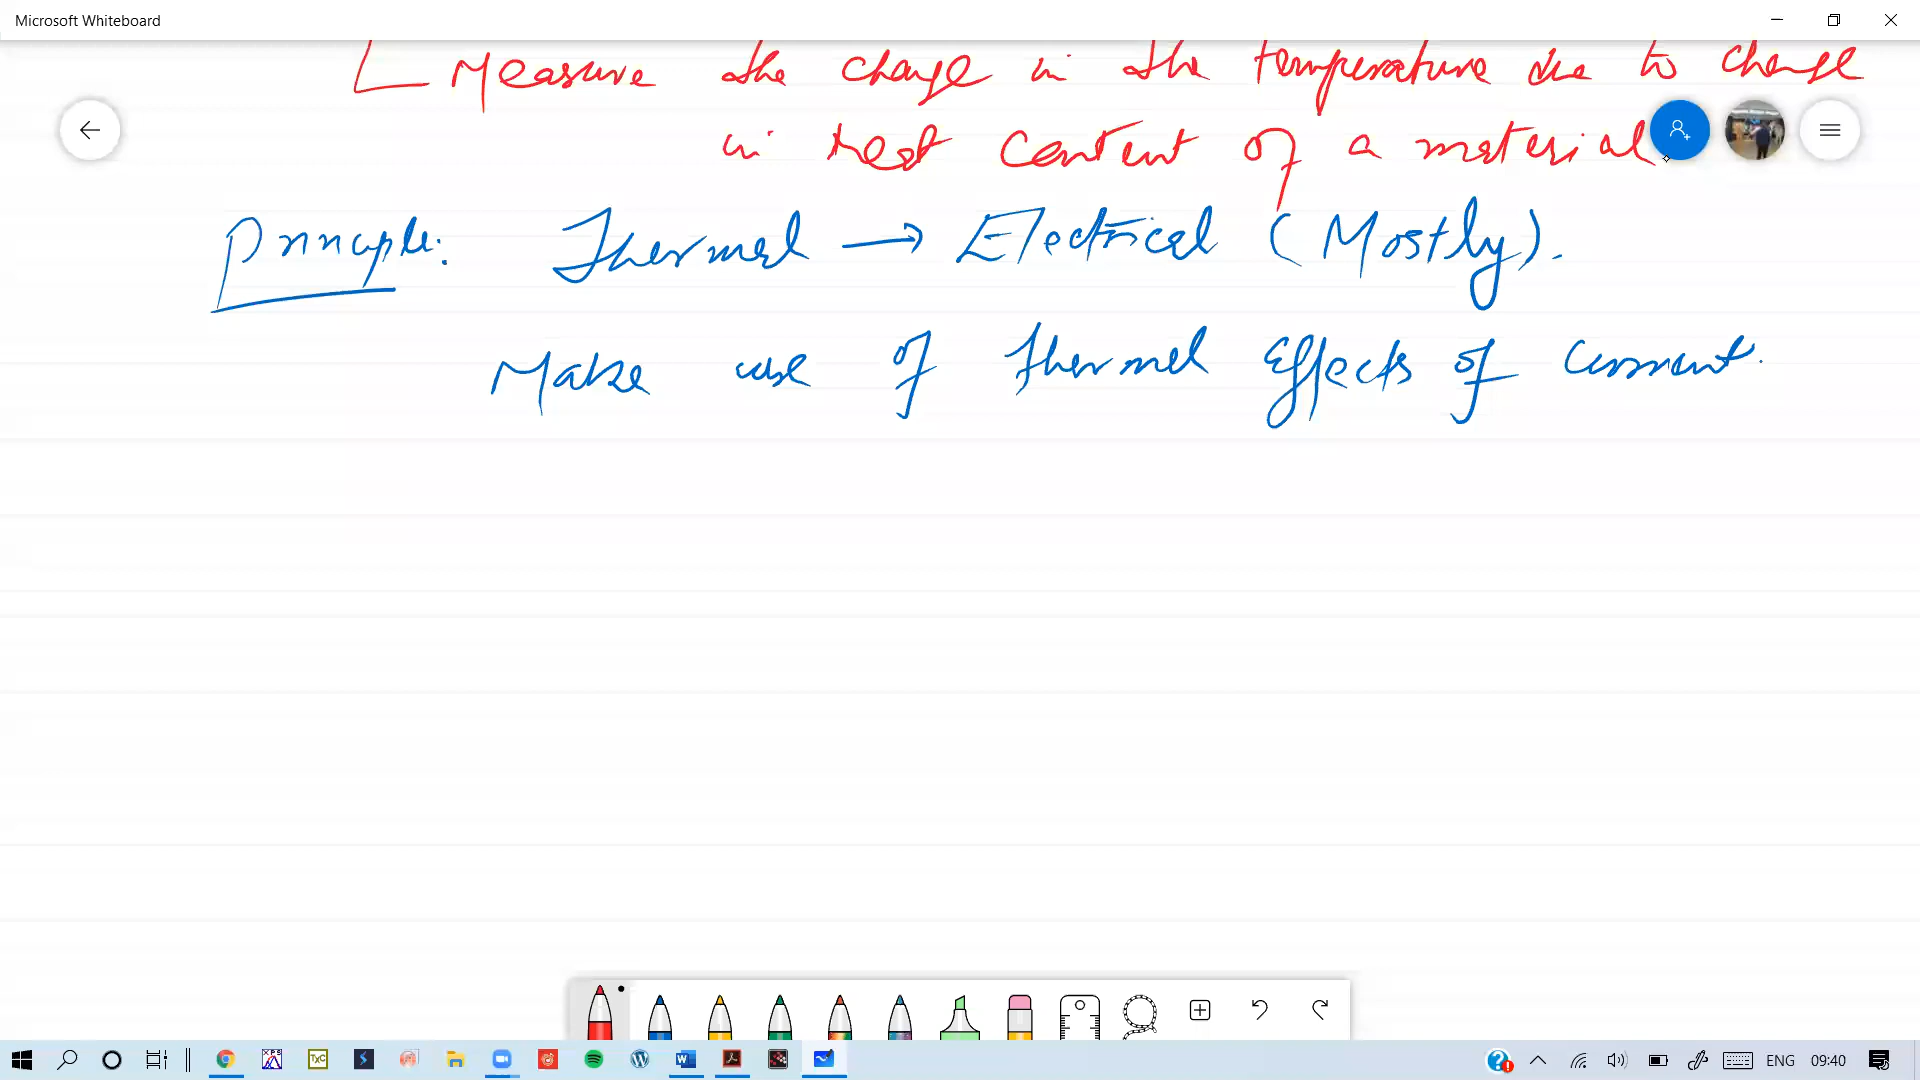 Microsoft Whiteboard
Measure the change in the temperature due to change
in heat content of a material
Principle: Thermal → Electrical (Mostly).
Make use of thermal Effects of Current.
ENG 09:40